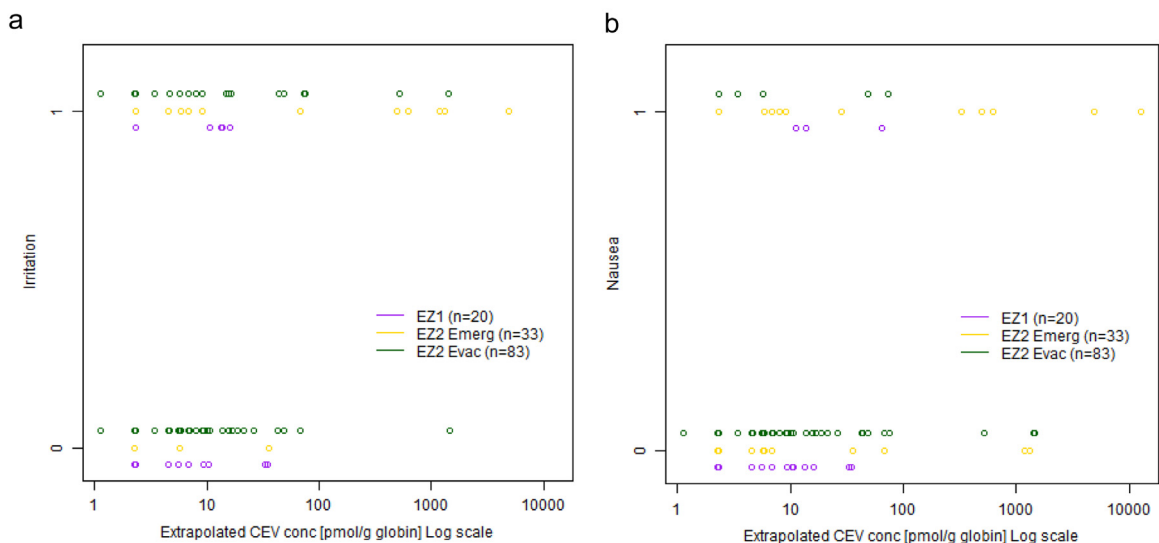 a
Irritation
1
0
EZ1 (n=20)
EZ2 Emerg (n=33)
EZ2 Evac (n=83)
1 10 100 1000 10000
Extrapolated CEV conc [pmol/g globin] Log scale
b
Nausea
1
0
EZ1 (n=20)
EZ2 Emerg (n=33)
EZ2 Evac (n=83)
1 10 100 1000 10000
Extrapolated CEV conc [pmol/g globin] Log scale